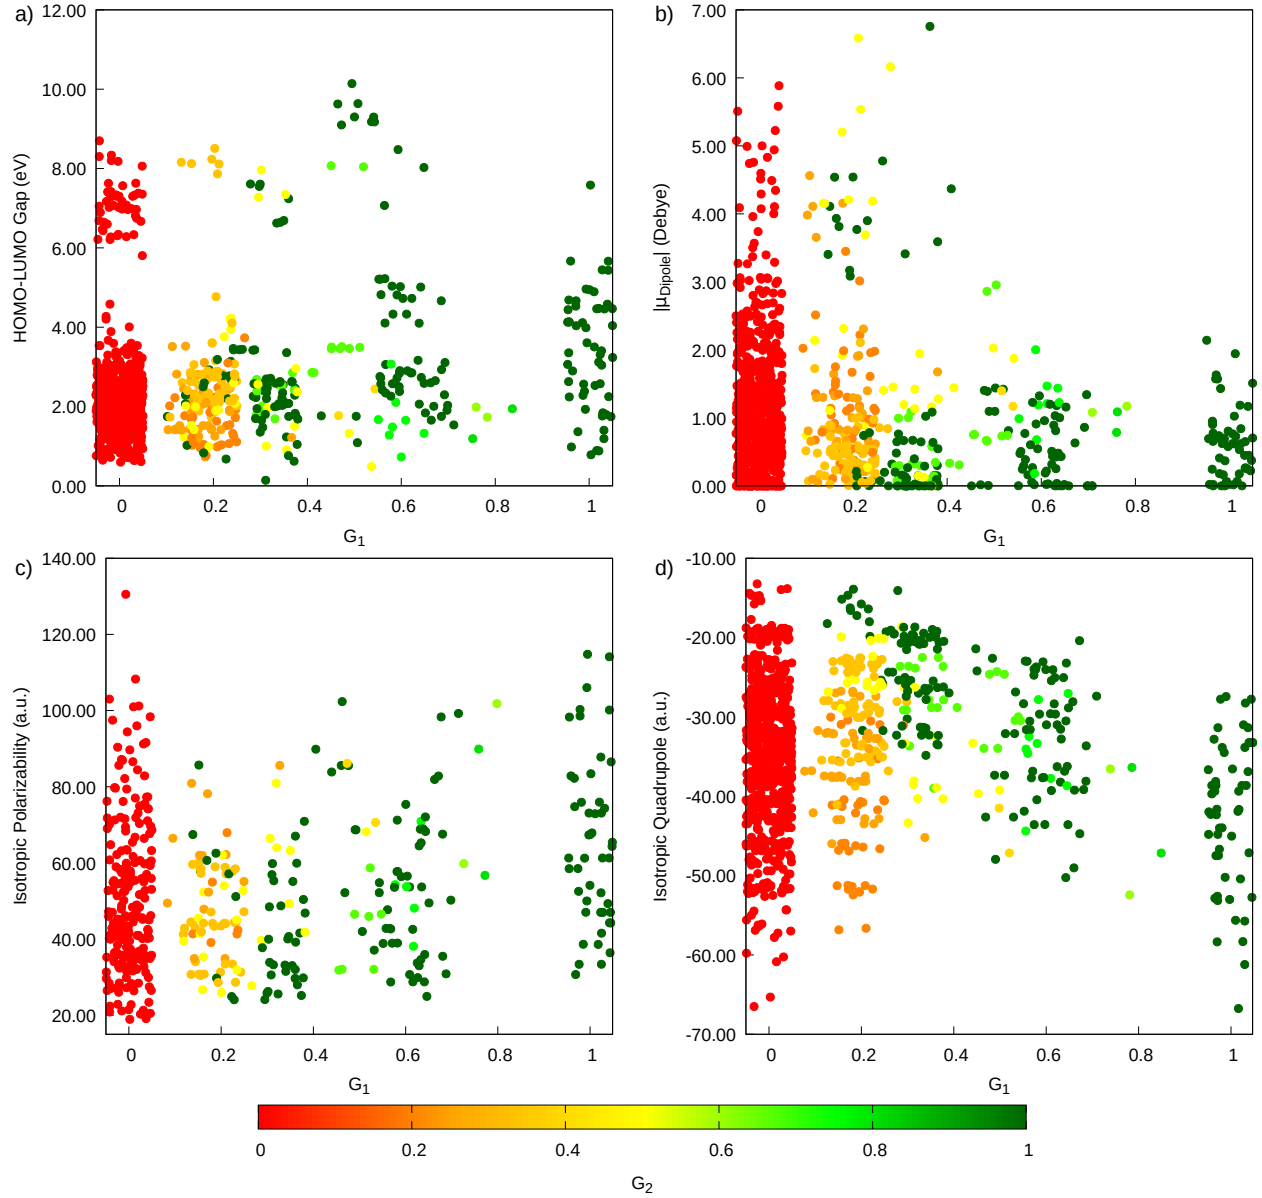 a)
12.00
10.00
8.00
6.00
4.00
2.00
0.00
HOMO-LUMO Gap (eV)
0 0.2 0.4 0.6 0.8 1
G1
b)
7.00
6.00
5.00
4.00
3.00
2.00
1.00
0.00
|μDipole| (Debye)
0 0.2 0.4 0.6 0.8 1
G1
c)
140.00
120.00
100.00
80.00
60.00
40.00
20.00
Isotropic Polarizability (a.u.)
0 0.2 0.4 0.6 0.8 1
G1
d)
-10.00
-20.00
-30.00
-40.00
-50.00
-60.00
-70.00
Isotropic Quadrupole (a.u.)
0 0.2 0.4 0.6 0.8 1
G1
0 0.2 0.4 0.6 0.8 1
G2